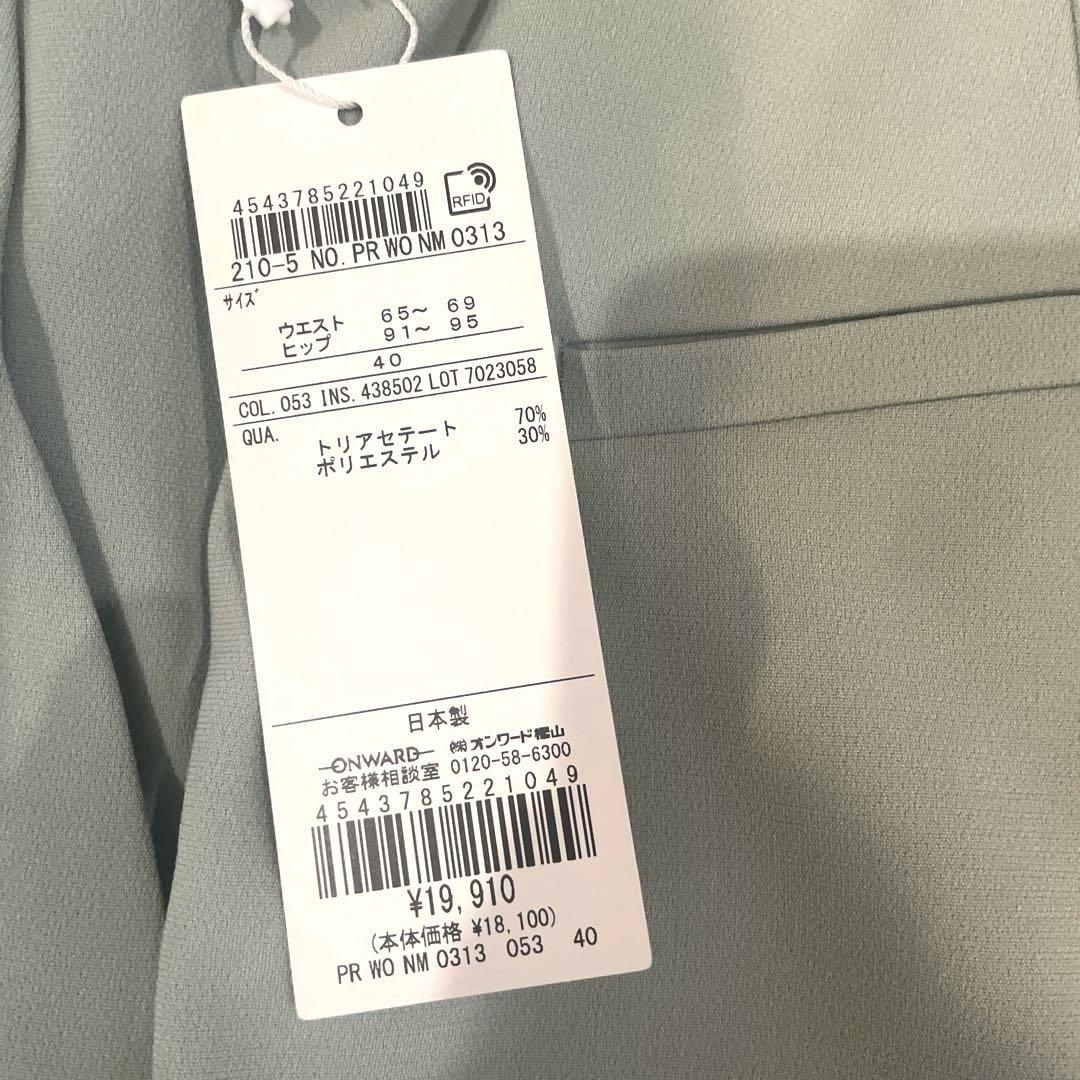 4543785221049
RFID
210-5 NO. PR WO NM 0313
サイズ
ウエスト 65～ 69
ヒップ 91～ 95
40
COL. 053 INS. 438502 LOT 7023058
QUA.
トリアセテート 70%
ポリエステル 30%
日本製
ONWARD ㈱オンワード樫山
お客様相談室 0120-58-6300
4543785221049
¥19,910
(本体価格 ¥18,100)
PR WO NM 0313 053 40